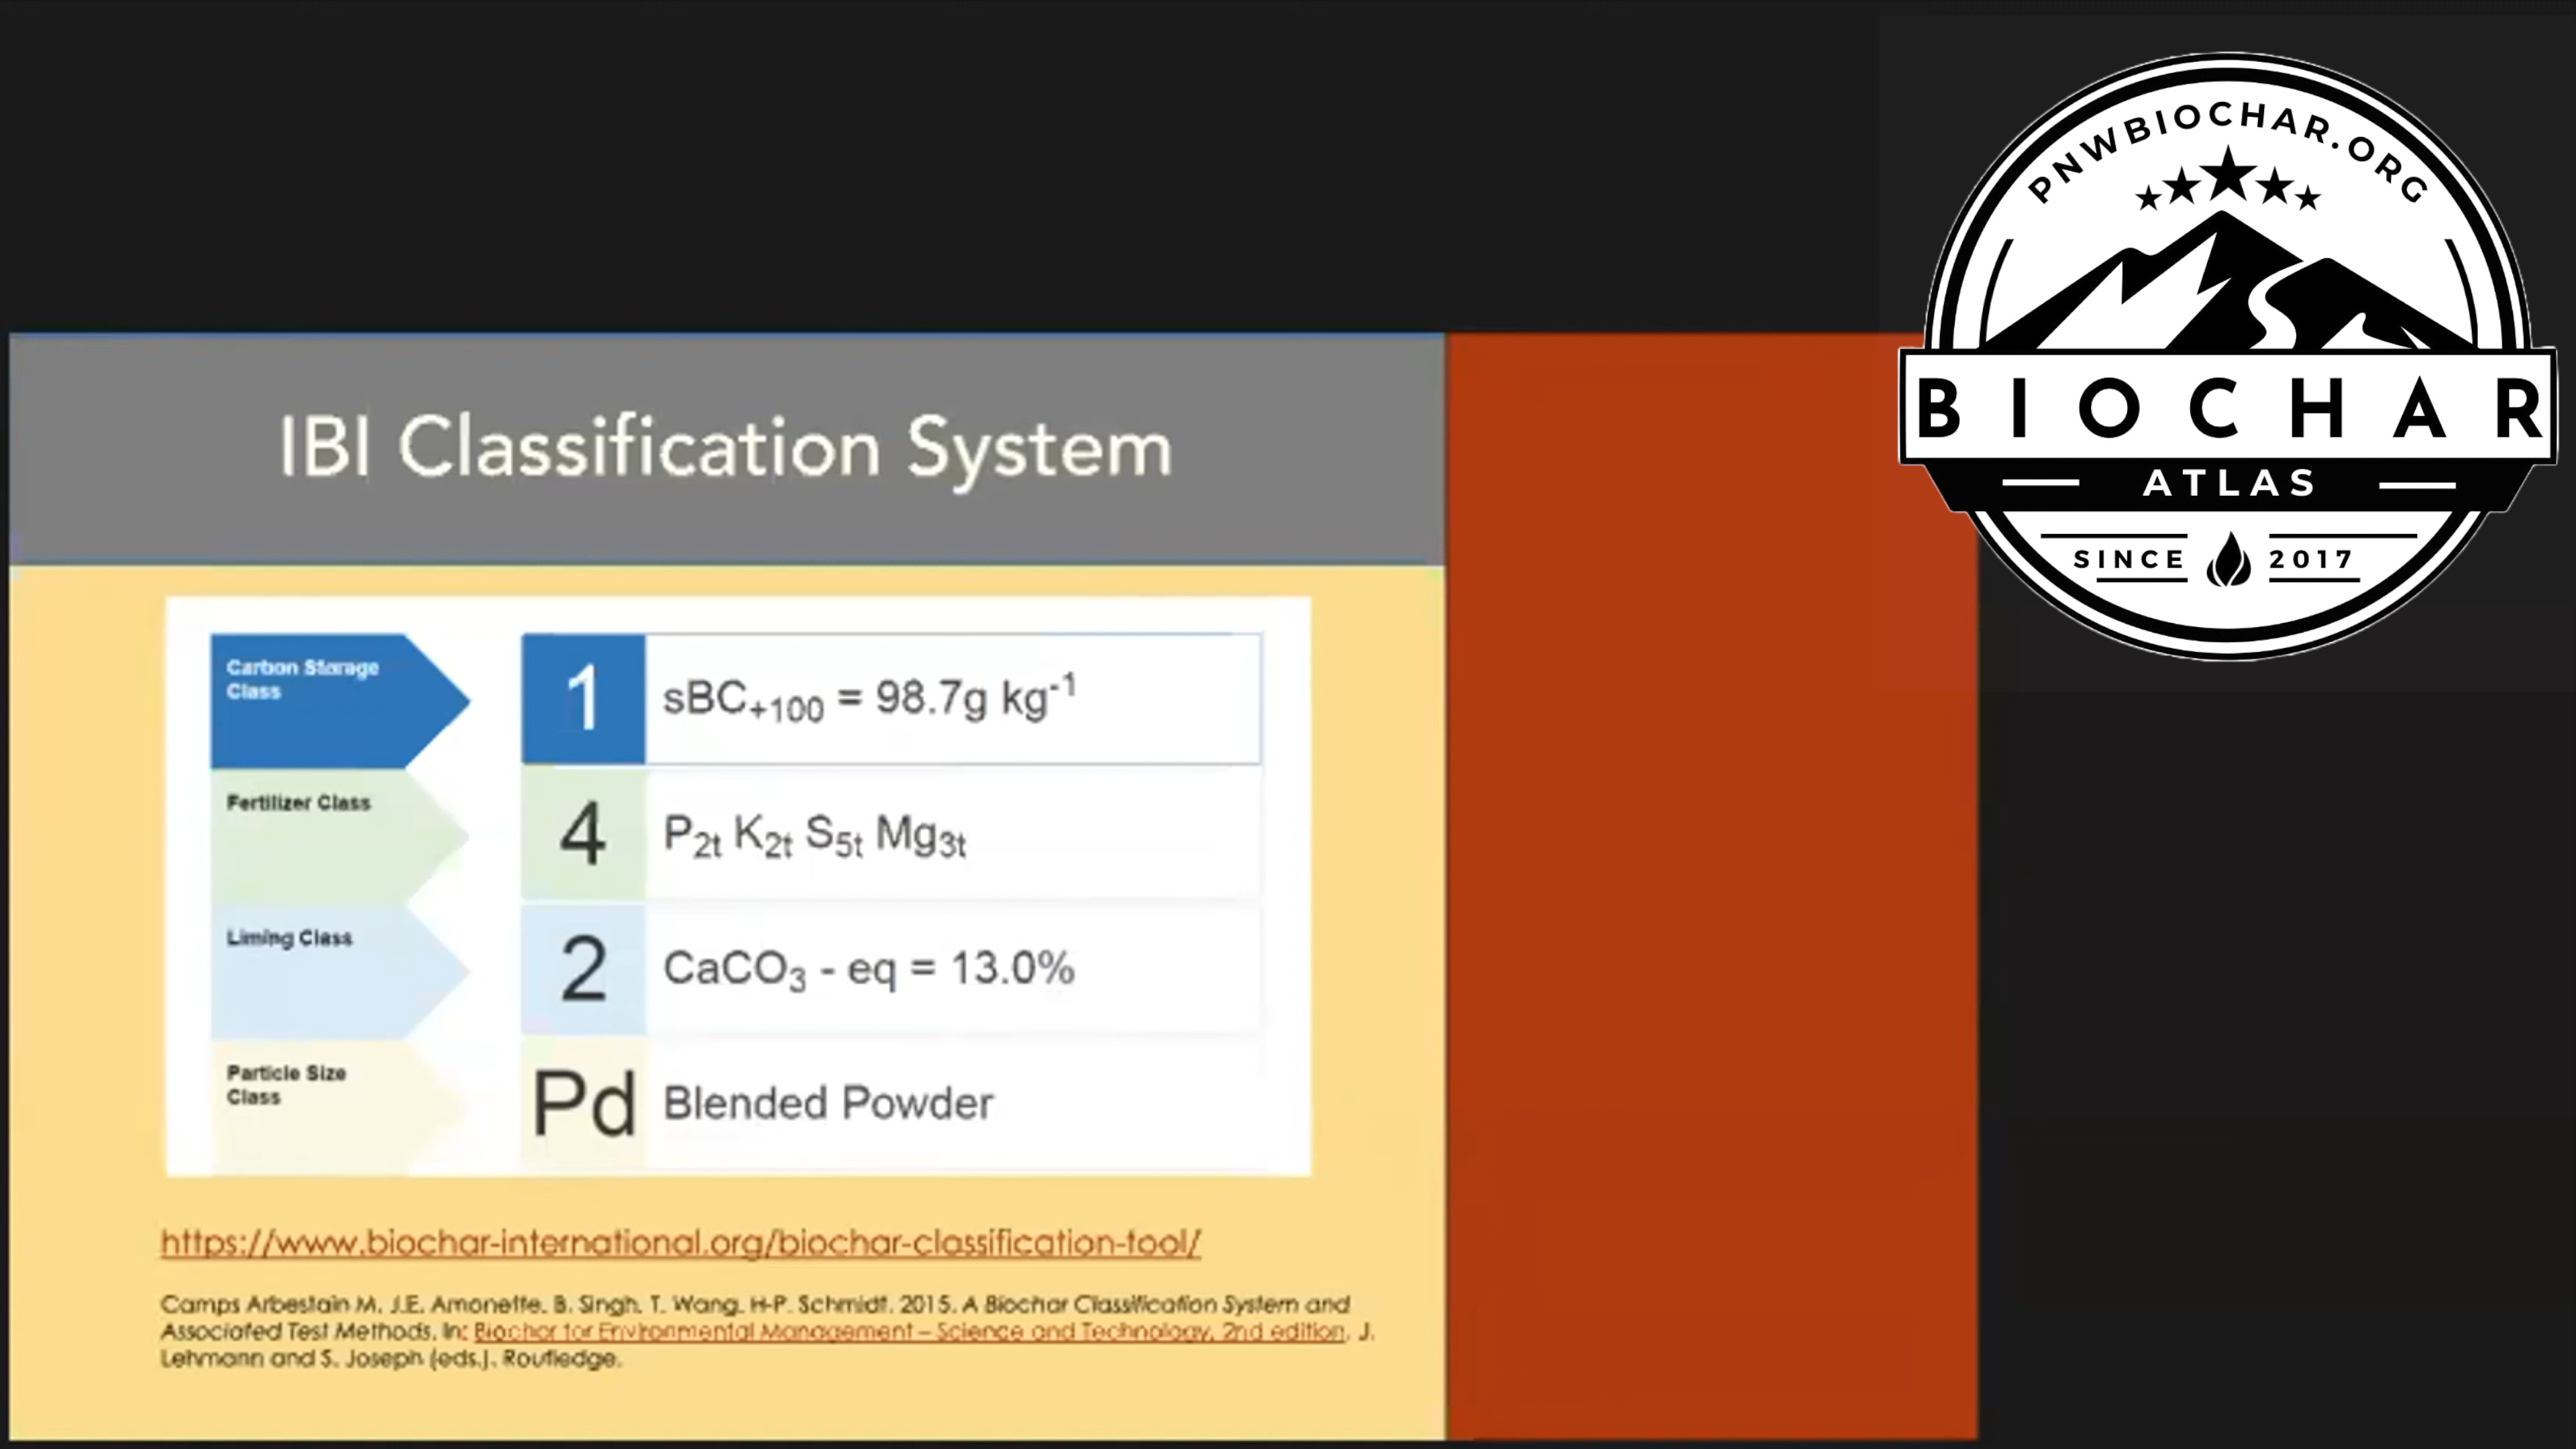 PNWBIOCHAR.ORG
BIOCHAR
ATLAS
SINCE 2017
IBI Classification System
Carbon Storage
Class
1 sBC+100 = 98.7g kg-1
Fertilizer Class
4 P2t K2t S5t Mg3t
Liming Class
2 CaCO3 - eq = 13.0%
Particle Size
Class
Pd Blended Powder
https://www.biochar-international.org/biochar-classification-tool/
Camps Arbestain M, J.E. Amonette, B. Singh, T. Wang, H-P. Schmidt. 2015. A Biochar Classification System and
Associated Test Methods. In: Biochar for Environmental Management – Science and Technology, 2nd edition, J.
Lehmann and S. Joseph (eds.). Routledge.